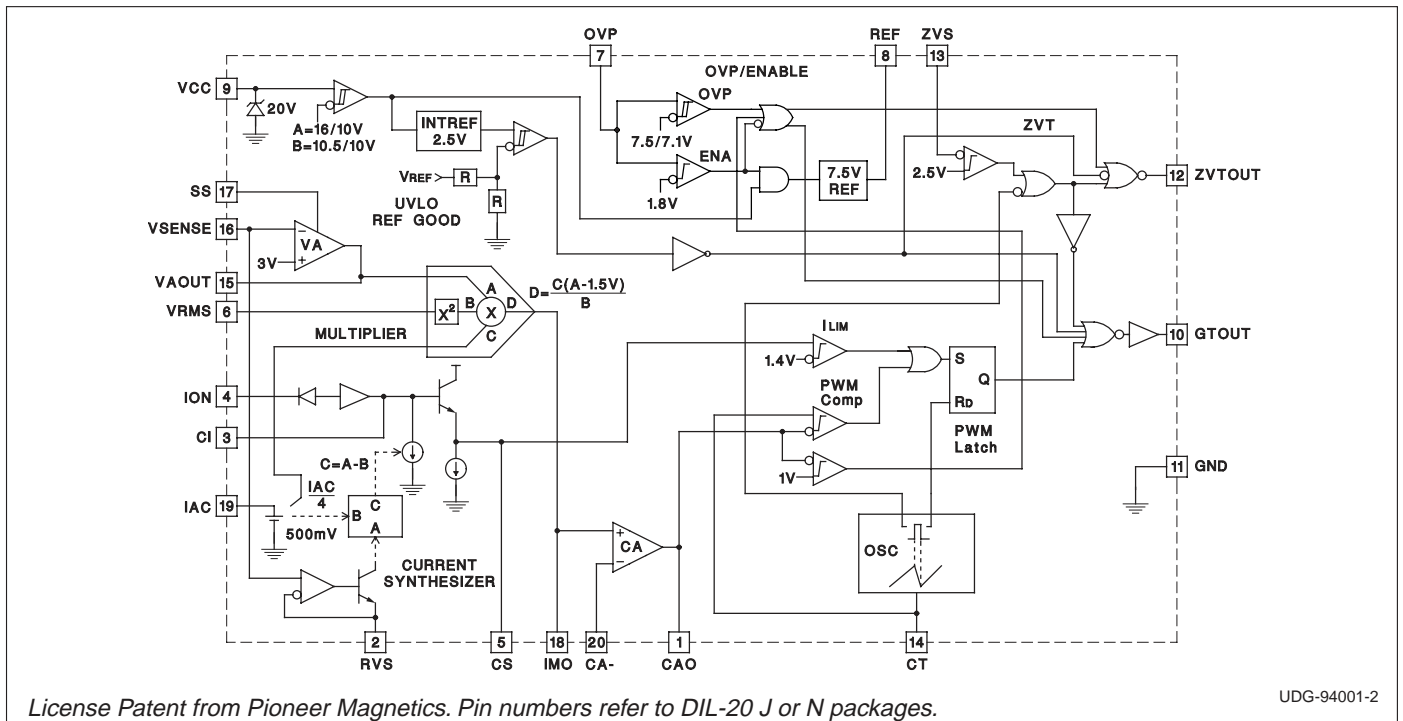 OVP
7
REF
8
ZVS
13
VCC
9
20V
A=16/10V
B=10.5/10V
INTREF
2.5V
OVP/ENABLE
OVP
7.5/7.1V
ENA
1.8V
7.5V
REF
ZVT
2.5V
12
ZVTOUT
VREF
R
R
UVLO
REF GOOD
SS
17
VSENSE
16
VA
3V
VAOUT
15
VRMS
6
X²
A
B
X
D
C
D=C(A-1.5V)
B
MULTIPLIER
ILIM
1.4V
S
Q
RD
PWM
Comp
PWM
Latch
1V
10
GTOUT
ION
4
CI
3
C=A-B
IAC
19
IAC
4
500mV
B
C
A
CURRENT
SYNTHESIZER
CA
+
−
OSC
11
GND
2
RVS
5
CS
18
IMO
20
CA-
1
CAO
14
CT
License Patent from Pioneer Magnetics. Pin numbers refer to DIL-20 J or N packages.
UDG-94001-2